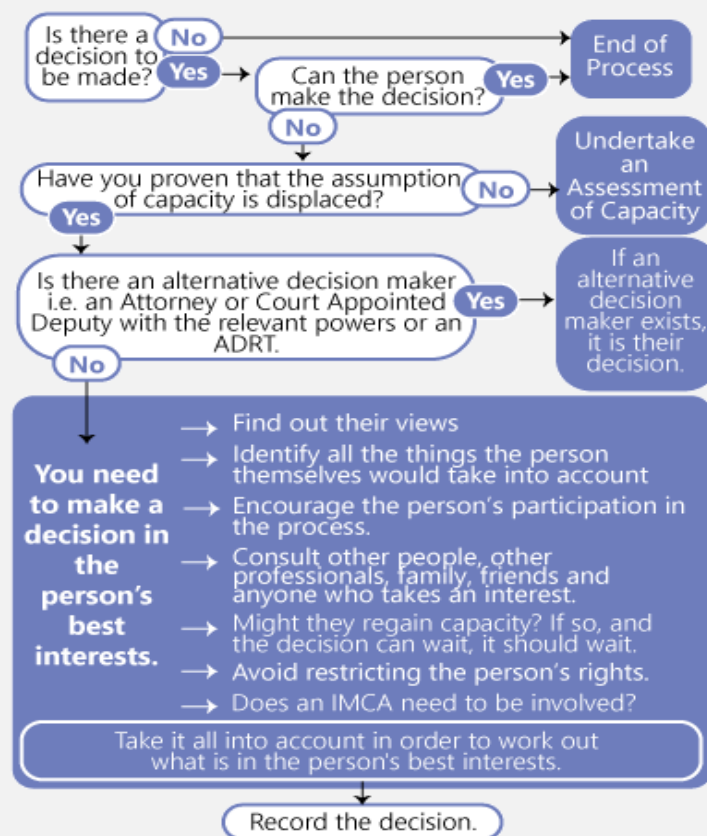 Is there a
decision to
be made?
No
Yes
Can the person
make the decision?
Yes
No
End of
Process
Have you proven that the assumption
of capacity is displaced?
No
Yes
Undertake
an
Assessment
of Capacity
Is there an alternative decision maker
i.e. an Attorney or Court Appointed
Deputy with the relevant powers or an
ADRT.
Yes
No
If an
alternative
decision
maker exists,
it is their
decision.
You need
to make a
decision in
the
person's
best
interests.
Find out their views
Identify all the things the person
themselves would take into account
Encourage the person's participation in
the process.
Consult other people, other
professionals, family, friends and
anyone who takes an interest.
Might they regain capacity? If so, and
the decision can wait, it should wait.
Avoid restricting the person's rights.
Does an IMCA need to be involved?
Take it all into account in order to work out
what is in the person's best interests.
Record the decision.